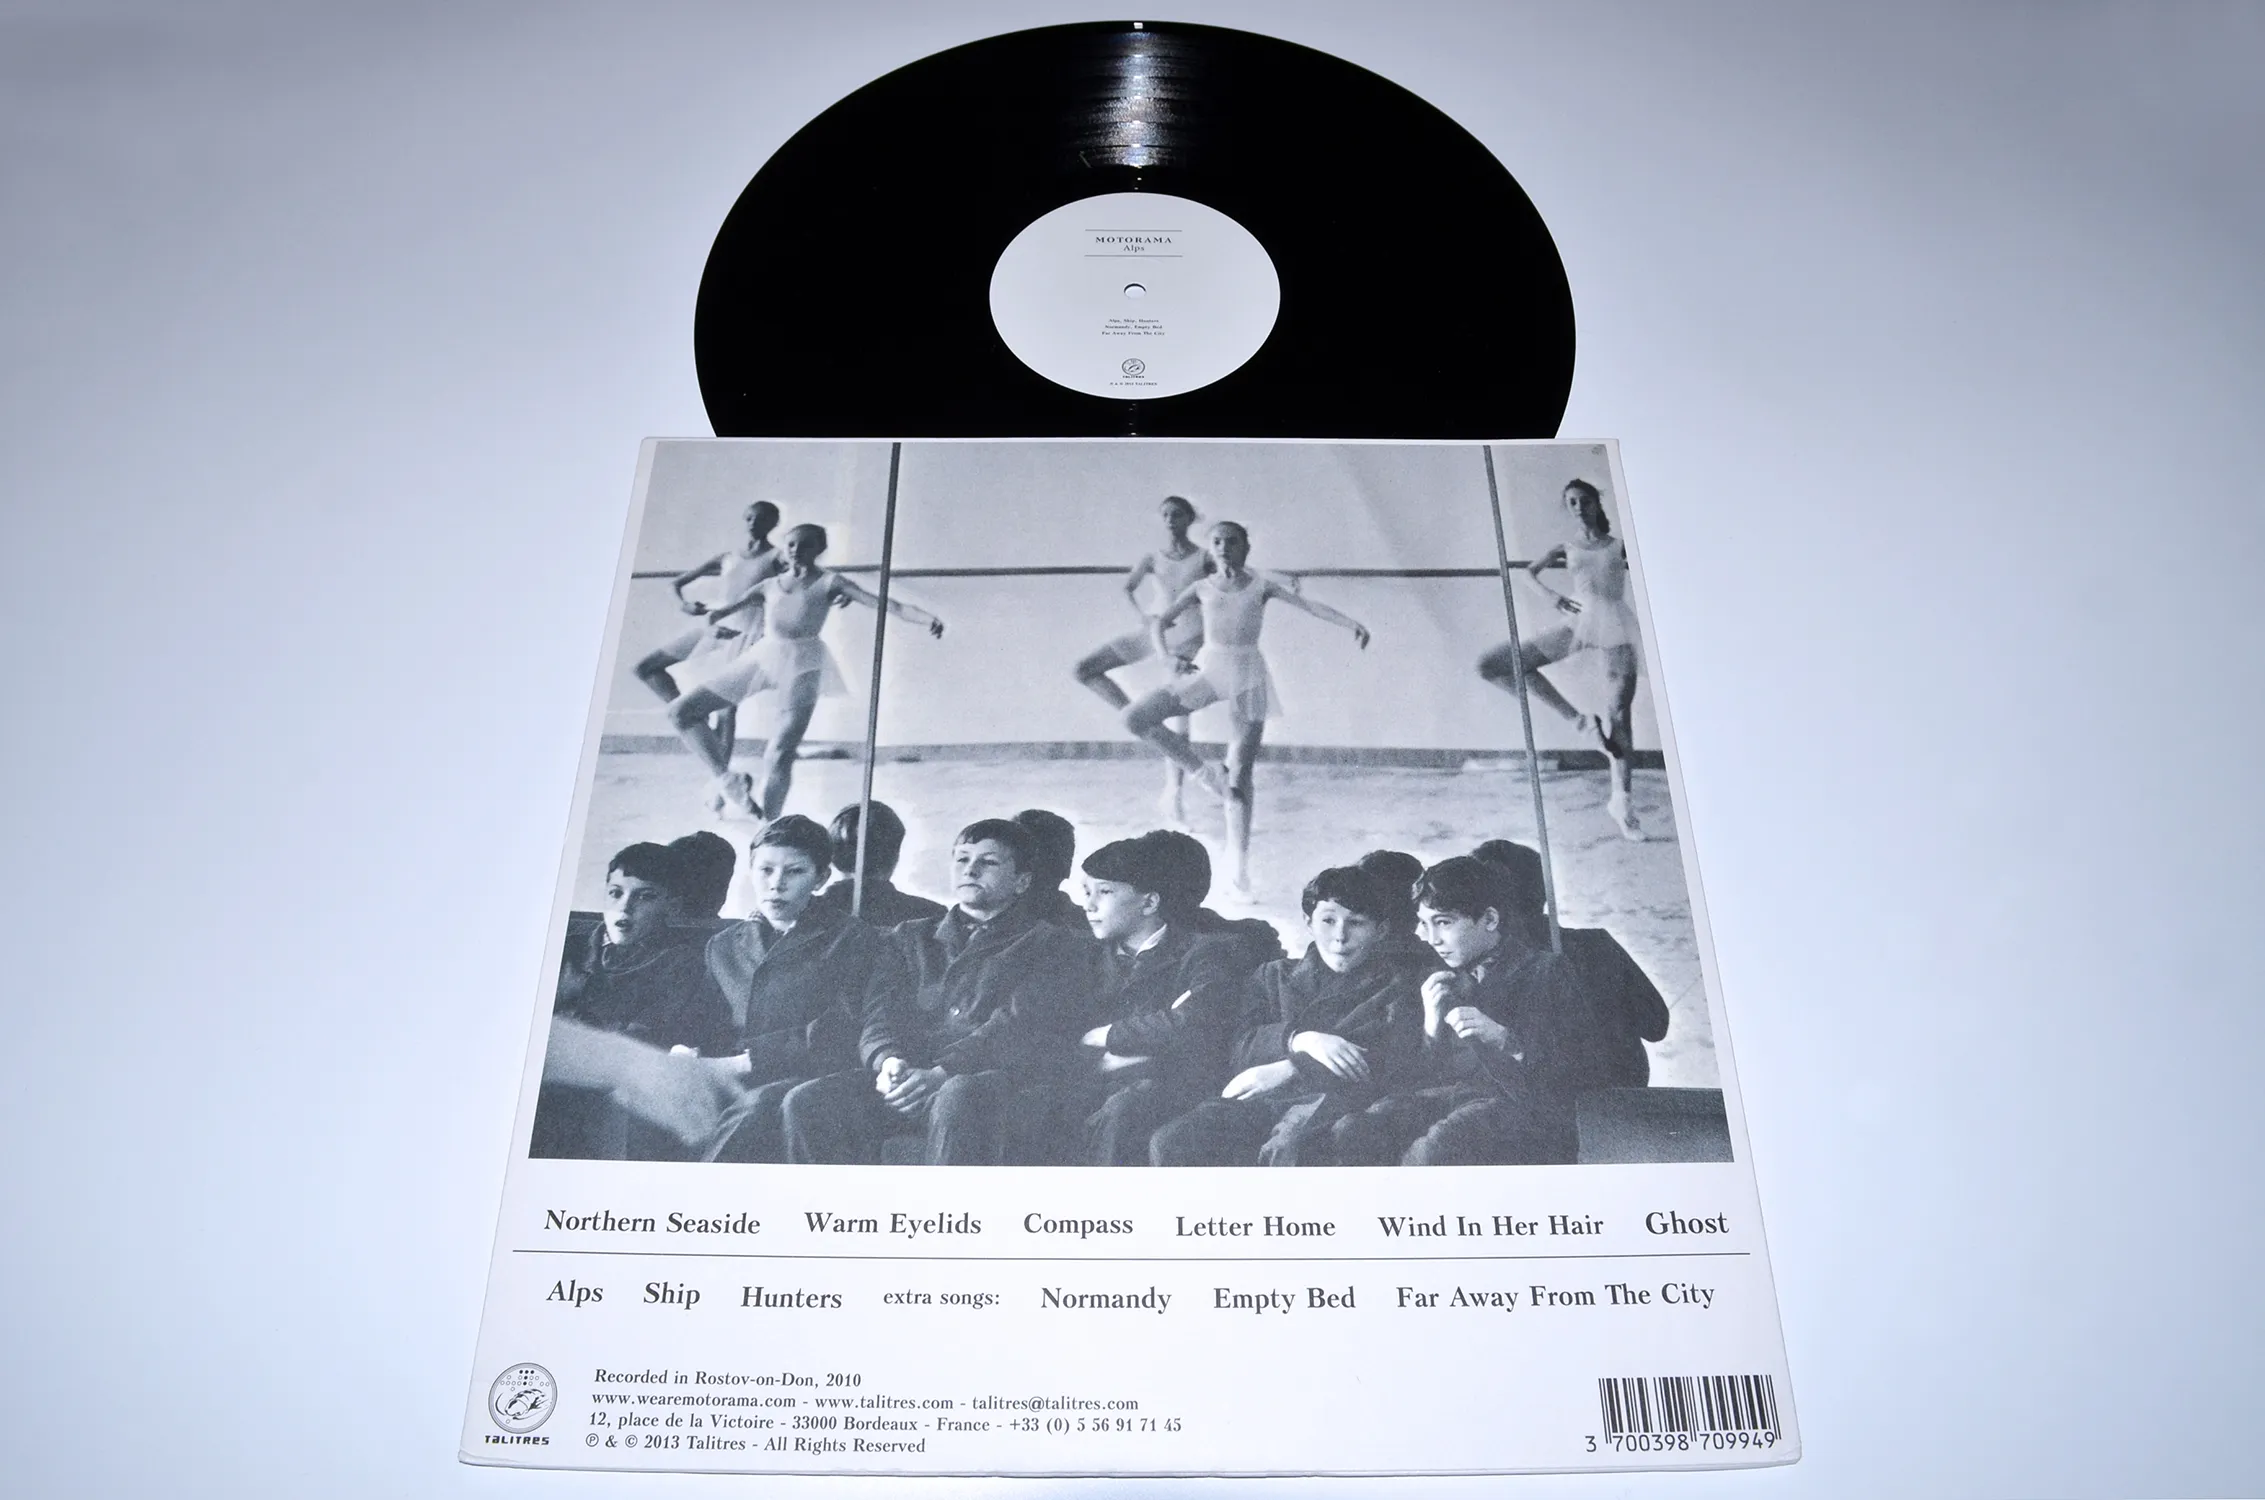 MOTORAMA
Alps
Alps, Ship, Hunters
Normandy, Empty Bed
Far Away From The City
TALITRES
Northern Seaside Warm Eyelids Compass Letter Home Wind In Her Hair Ghost
Alps Ship Hunters extra songs: Normandy Empty Bed Far Away From The City
TALITRES
Recorded in Rostov-on-Don, 2010
www.wearemotorama.com - www.talitres.com - talitres@talitres.com
12, place de la Victoire - 33000 Bordeaux - France - +33 (0) 5 56 91 71 45
℗ & © 2013 Talitres - All Rights Reserved
3 700398 709949